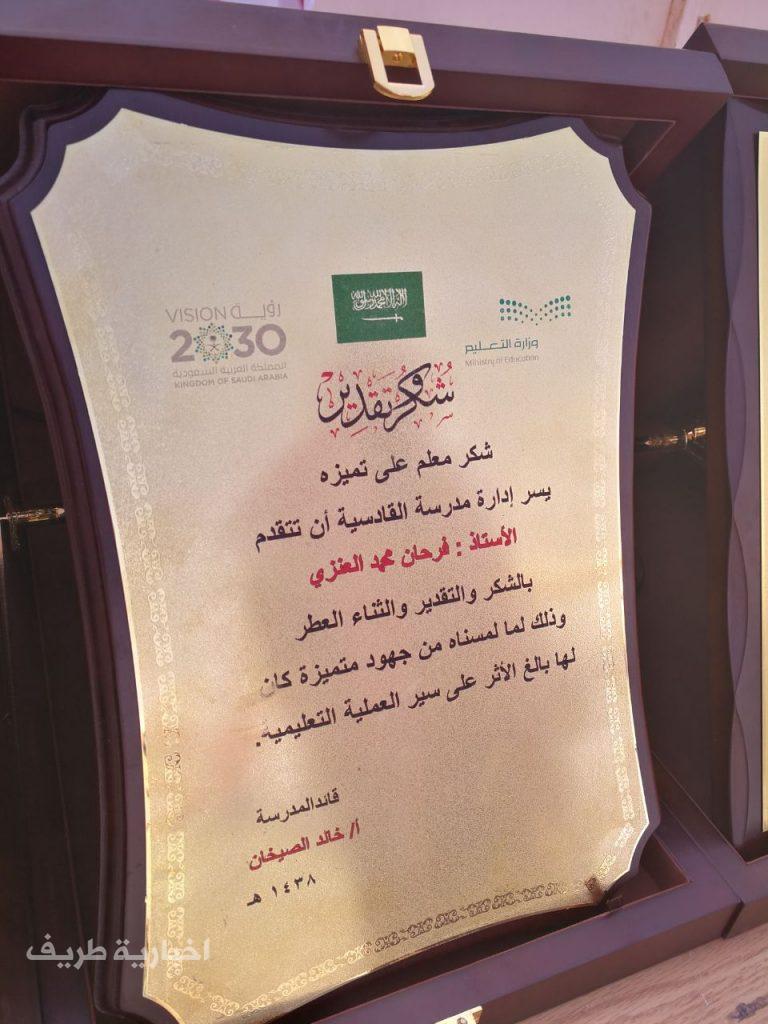 رؤيــة VISION
2030
المملكة العربية السعودية
KINGDOM OF SAUDI ARABIA
لا إله إلا الله محمد رسول الله
وزارة التعليم
Ministry of Education
شكر وتقدير
شكر معلم على تميزه
يسر إدارة مدرسة القادسية أن تتقدم
الأستاذ : فرحان محمد العنزي
بالشكر والتقدير والثناء العطر
وذلك لما لمسناه من جهود متميزة كان
لها بالغ الأثر على سير العملية التعليمية.
قائدالمدرسة
أ/ خالد الصيخان
١٤٣٨ هـ
اخبارية طريف